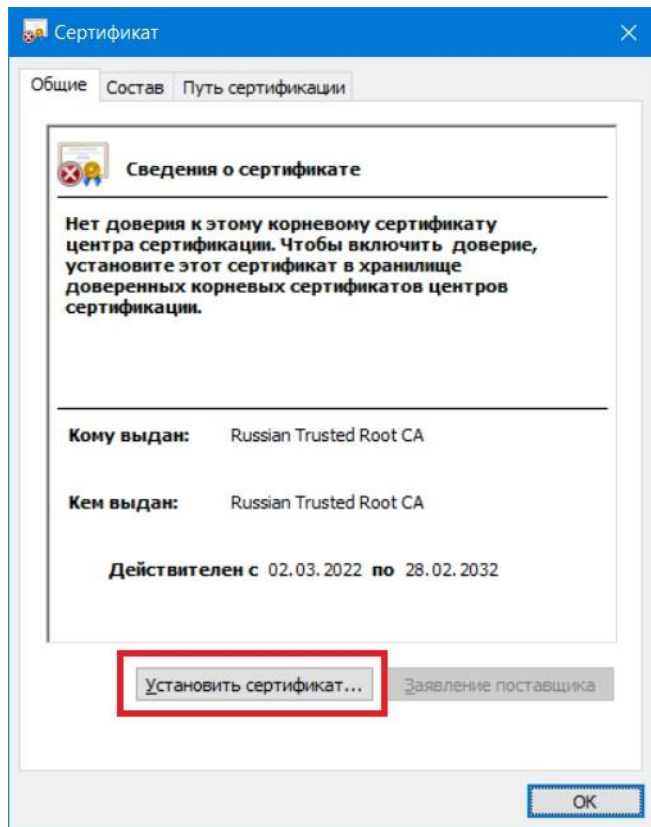 Сертификат
Общие Состав Путь сертификации
Сведения о сертификате
Нет доверия к этому корневому сертификату
центра сертификации. Чтобы включить доверие,
установите этот сертификат в хранилище
доверенных корневых сертификатов центров
сертификации.
Кому выдан: Russian Trusted Root CA
Кем выдан: Russian Trusted Root CA
Действителен с 02.03.2022 по 28.02.2032
Установить сертификат... Заявление поставщика
ОК